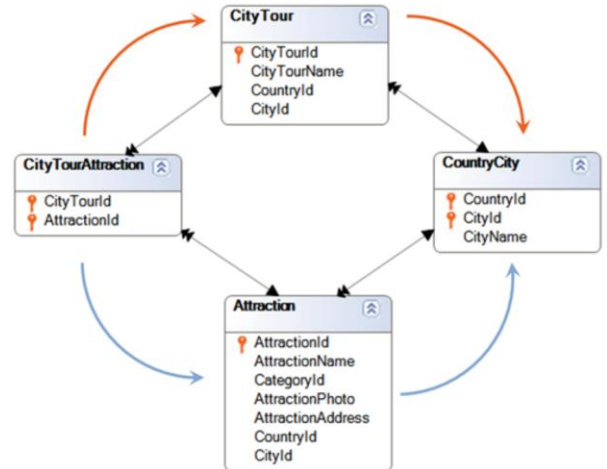 CityTour
CityTourId
CityTourName
CountryId
CityId
CityTourAttraction
CityTourId
AttractionId
CountryCity
CountryId
CityId
CityName
Attraction
AttractionId
AttractionName
CategoryId
AttractionPhoto
AttractionAddress
CountryId
CityId